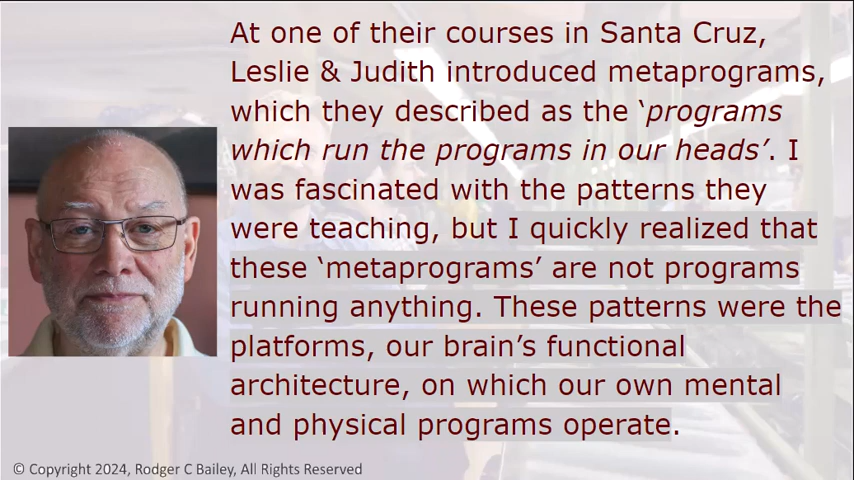 At one of their courses in Santa Cruz,
Leslie & Judith introduced metaprograms,
which they described as the ‘programs
which run the programs in our heads’. I
was fascinated with the patterns they
were teaching, but I quickly realized that
these ‘metaprograms’ are not programs
running anything. These patterns were the
platforms, our brain’s functional
architecture, on which our own mental
and physical programs operate.
© Copyright 2024, Rodger C Bailey, All Rights Reserved